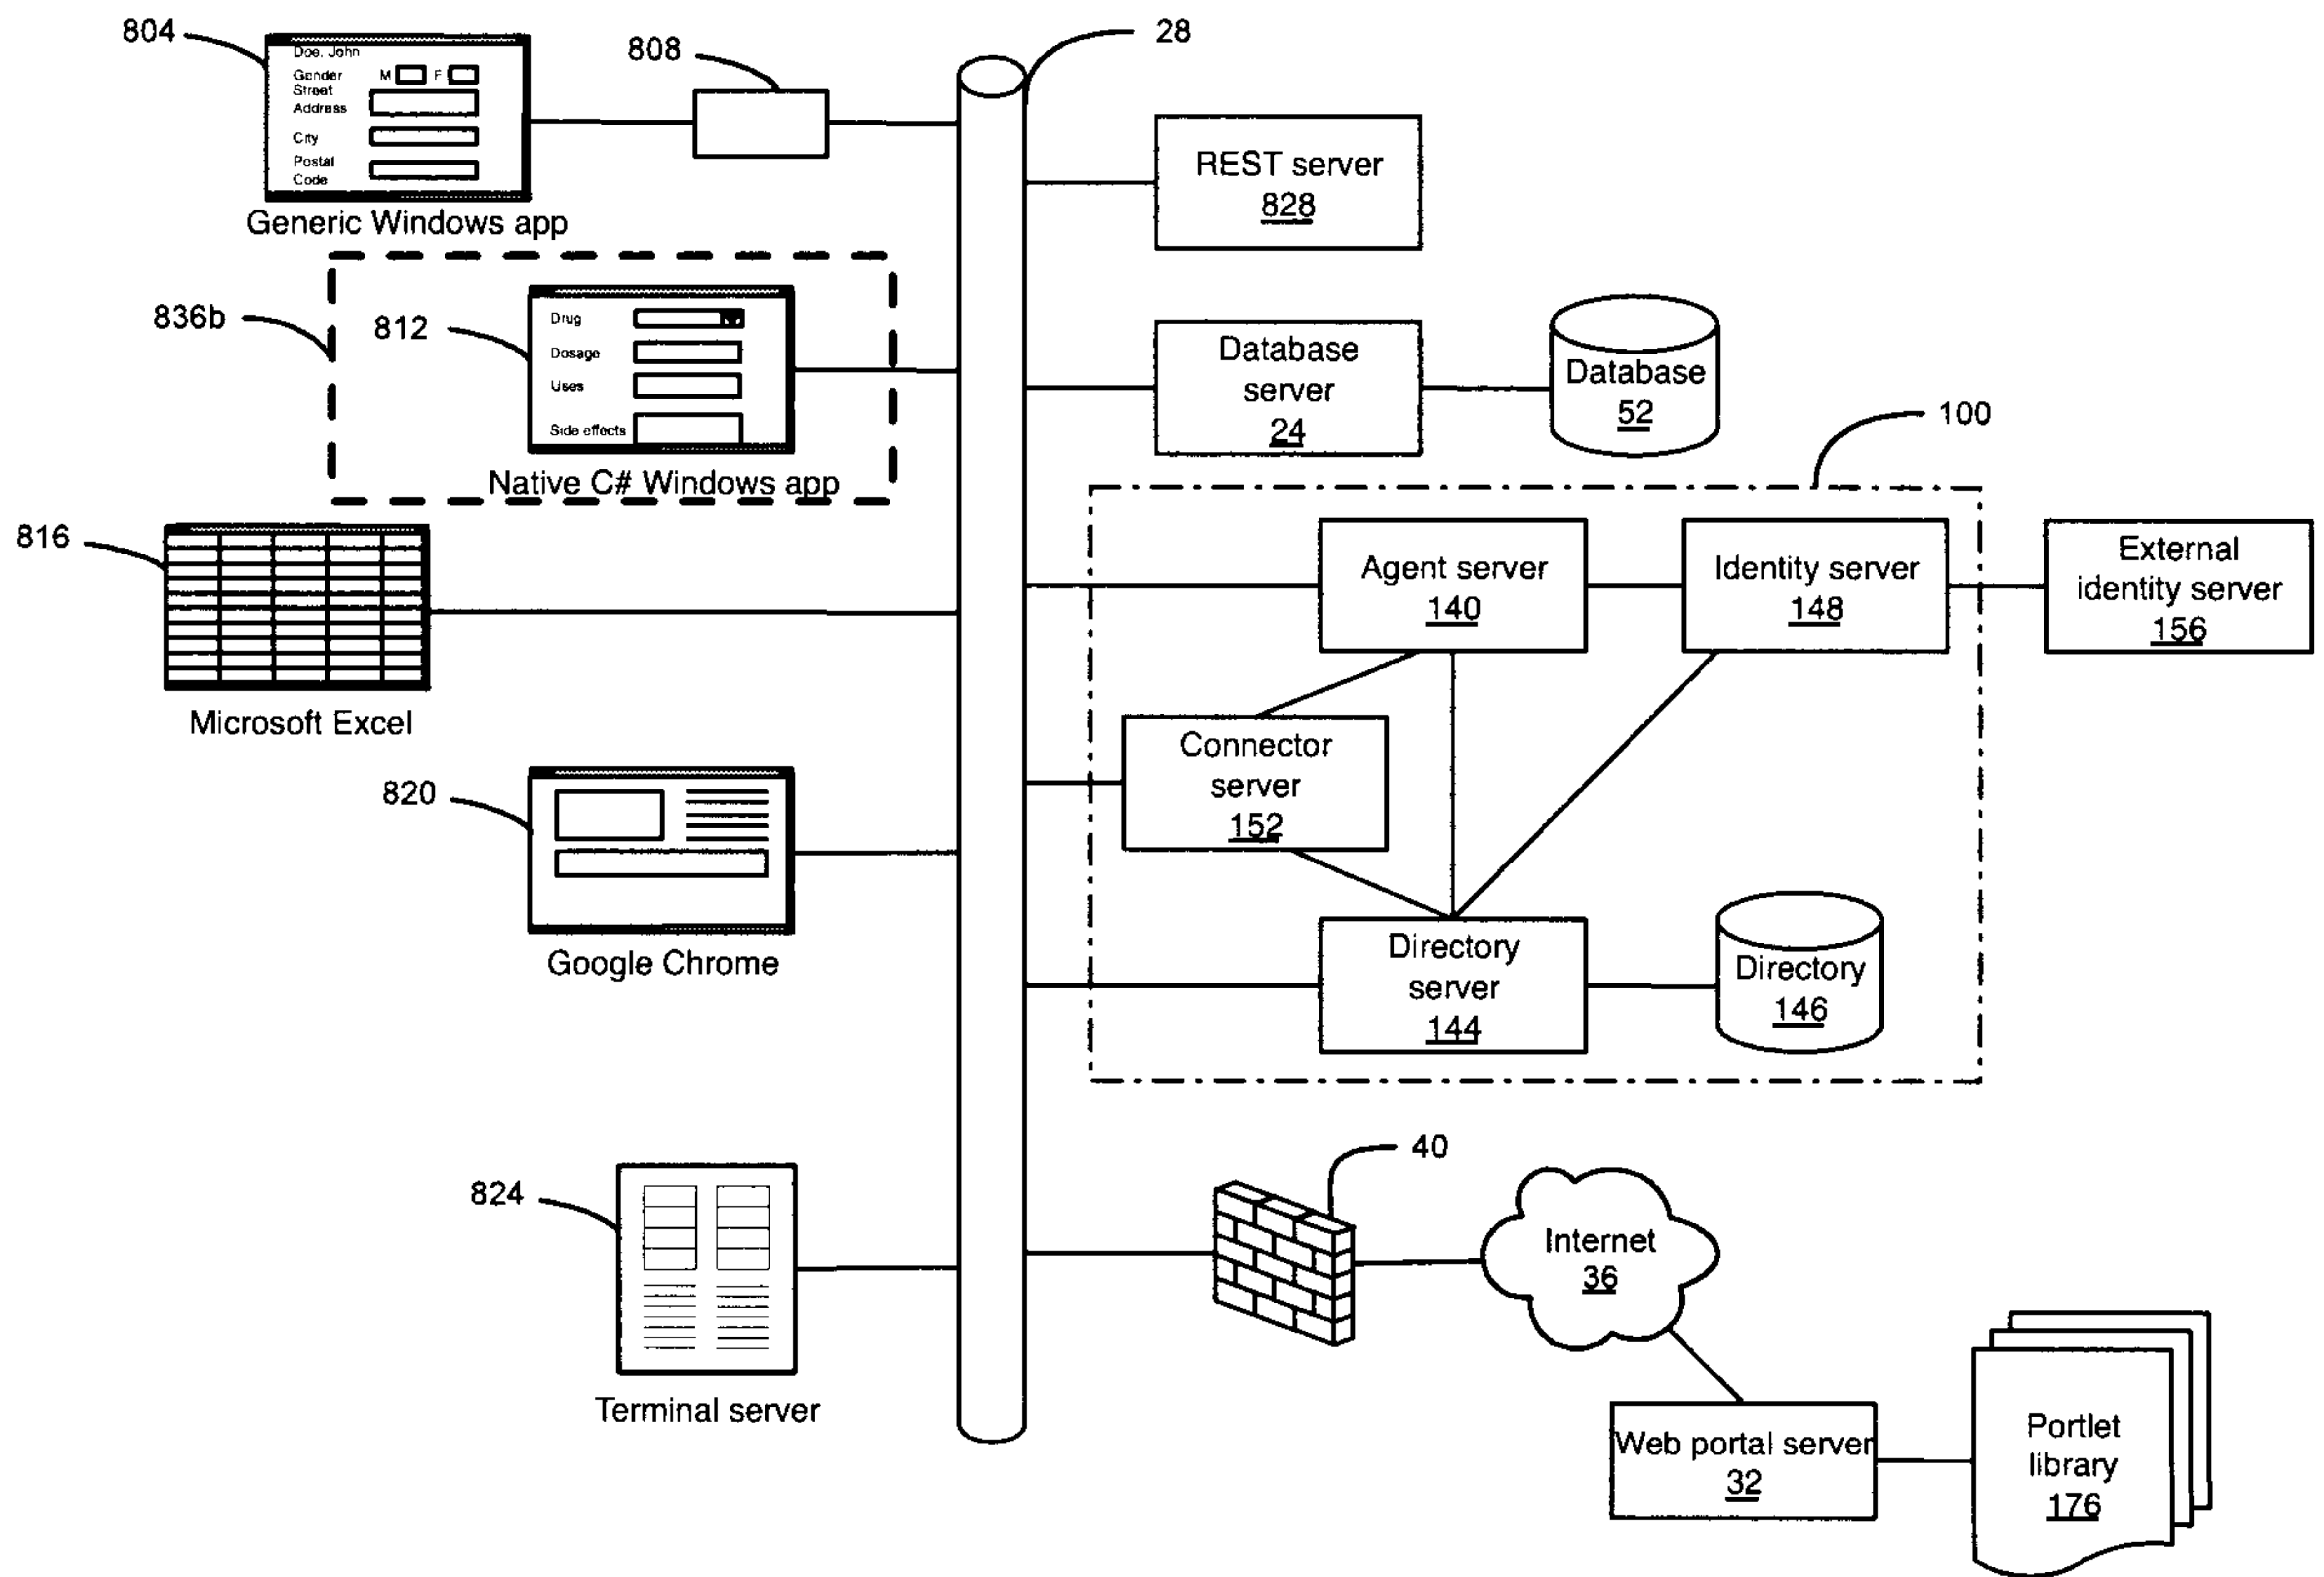 804
Doe, John
Gender M F
Street
Address
City
Postal
Code
Generic Windows app
808
28
REST server
828
836b
812
Drug
Dosage
Uses
Side effects
Native C# Windows app
Database
server
24
Database
52
100
816
Microsoft Excel
Agent server
140
Identity server
148
External
identity server
156
Connector
server
152
820
Google Chrome
Directory
server
144
Directory
146
824
Terminal server
40
Internet
36
Web portal server
32
Portlet
library
176